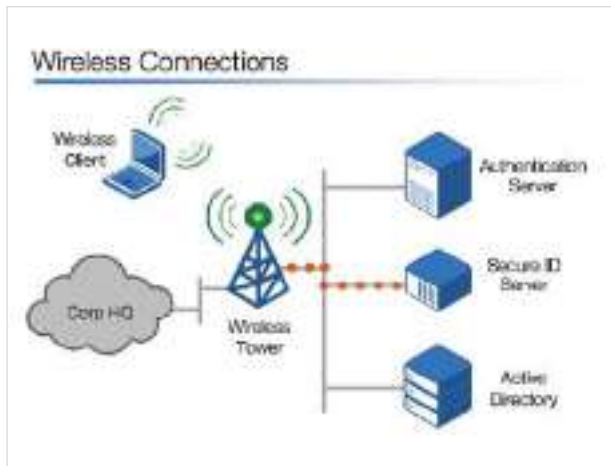 Wireless Connections
Wireless
Client
Authentication
Server
Secure ID
Server
Corp HQ
Wireless
Tower
Active
Directory